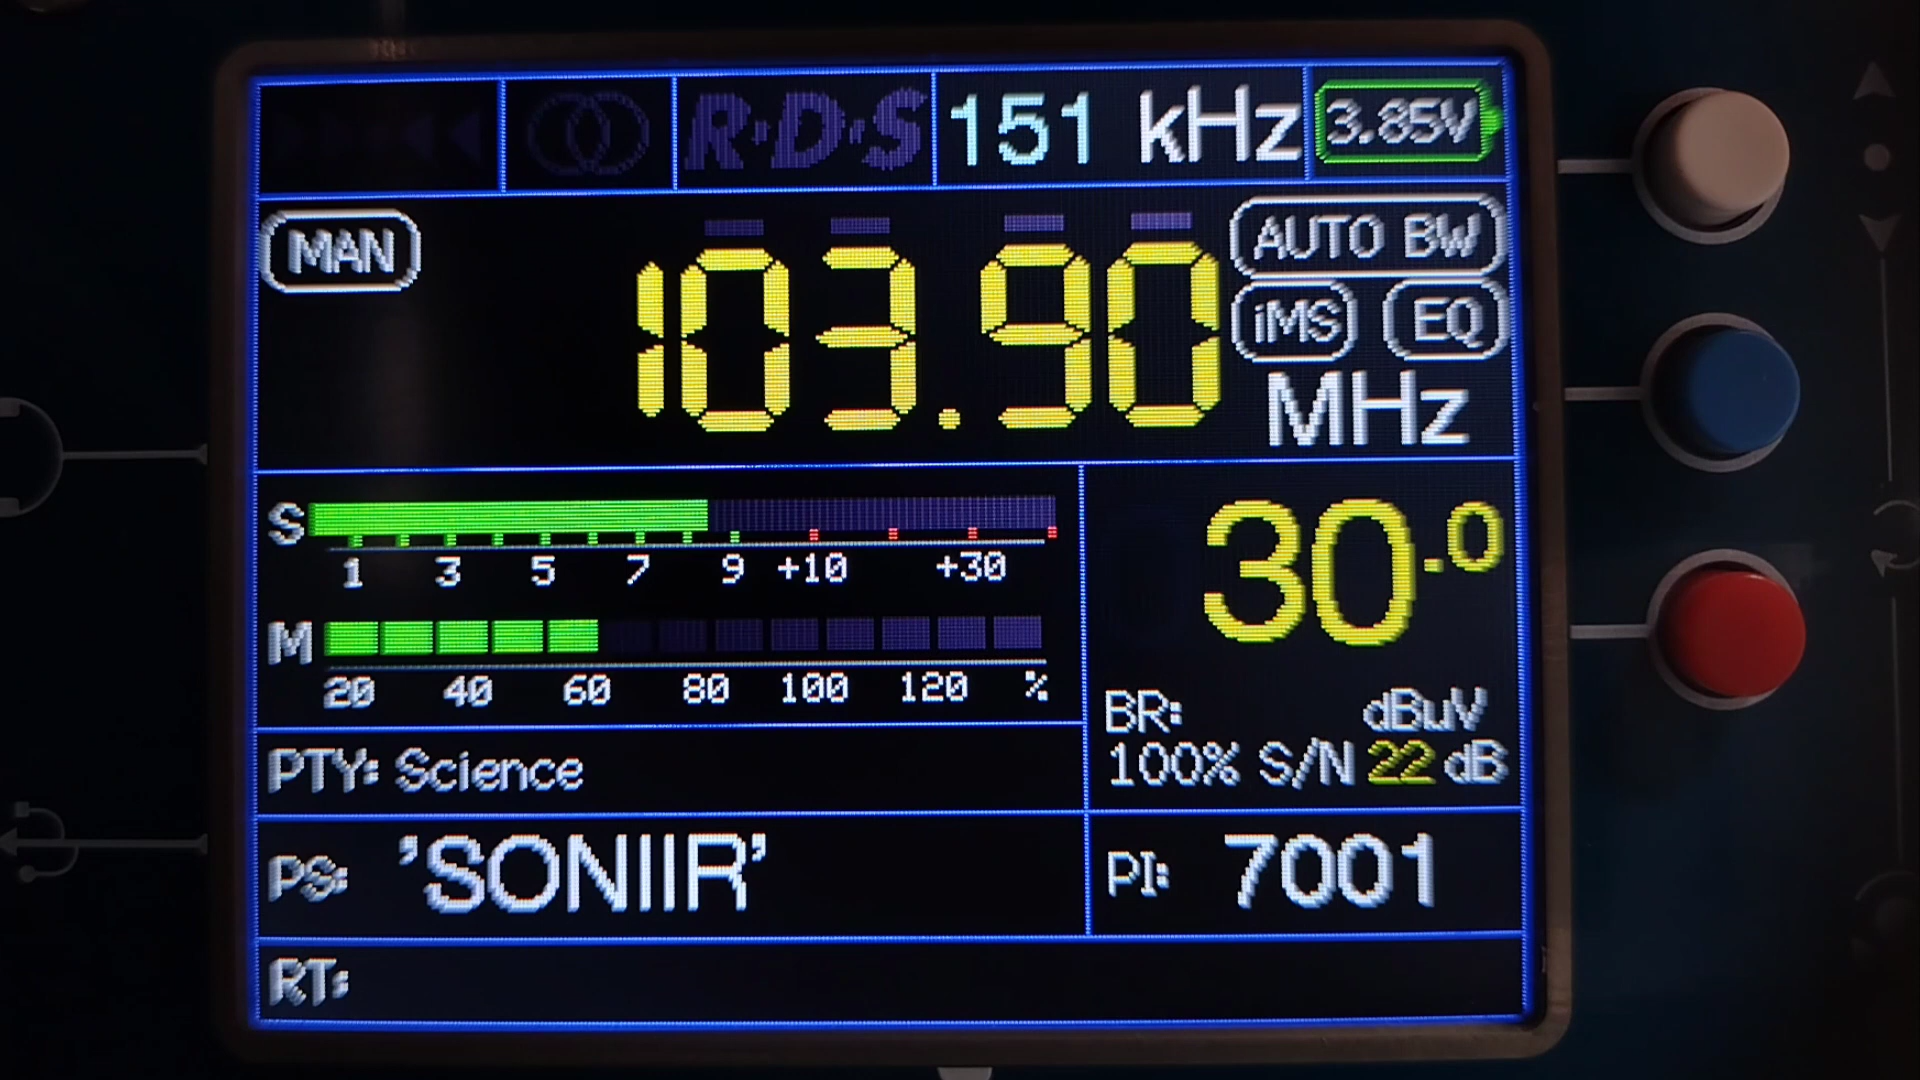 R·D·S 151 kHz 3.85V
MAN 103.90 AUTO BW
iMS EQ
MHz
S 1 3 5 7 9 +10 +30
30.0
M 20 40 60 80 100 120 %
BR: dBuV
100% S/N 22 dB
PTY: Science
PS: 'SONIIR' PI: 7001
RT: